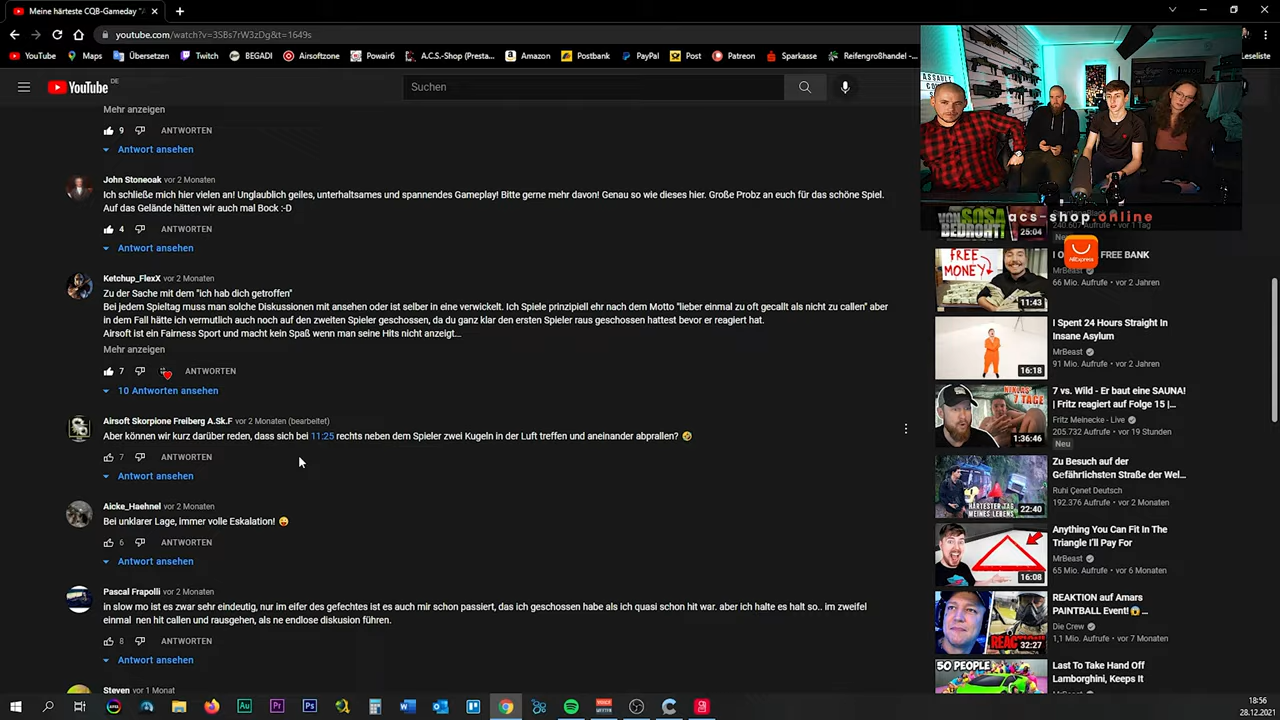 Meine härteste CQB-Gameday
youtube.com/watch?v=3SBs7rW3zDg&t=1649s
YouTube Maps Übersetzen Twitch BEGADI Airsoftzone Powair6 A.C.S.-Shop (Presta... Amazon Postbank PayPal Post Patreon Sparkasse Reifengroßhandel -... Leseliste
YouTube DE
Suchen
Mehr anzeigen
9 ANTWORTEN
Antwort ansehen
John Stoneoak vor 2 Monaten
Ich schließe mich hier vielen an! Unglaublich geiles, unterhaltsames und spannendes Gameplay! Bitte gerne mehr davon! Genau so wie dieses hier. Große Probz an euch für das schöne Spiel.
Auf das Gelände hätten wir auch mal Bock :-D
4 ANTWORTEN
Antwort ansehen
Ketchup_FlexX vor 2 Monaten
Zu der Sache mit dem "ich hab dich getroffen"
Bei jedem Spieltag muss man solche Diskussionen mit ansehen oder ist selber in eine verwickelt. Ich Spiele prinzipiell ehr nach dem Motto "lieber einmal zu oft gecallt als nicht zu callen" aber
in dem Fall hätte ich vermutlich auch noch auf den zweiten Spieler geschossen, da du ganz klar den ersten Spieler raus geschossen hattest bevor er reagiert hat.
Airsoft ist ein Fairness Sport und macht kein Spaß wenn man seine Hits nicht anzeigt...
Mehr anzeigen
7 ANTWORTEN
10 Antworten ansehen
Airsoft Skorpione Freiberg A.Sk.F vor 2 Monaten (bearbeitet)
Aber können wir kurz darüber reden, dass sich bei 11:25 rechts neben dem Spieler zwei Kugeln in der Luft treffen und aneinander abprallen? 🤣
7 ANTWORTEN
Antwort ansehen
Aicke_Haehnel vor 2 Monaten
Bei unklarer Lage, immer volle Eskalation!
6 ANTWORTEN
Antwort ansehen
Pascal Frapolli vor 2 Monaten
in slow mo ist es zwar sehr eindeutig, nur im eifer des gefechtes ist es auch mir schon passiert, das ich geschossen habe als ich quasi schon hit war. aber ich halte es halt so.. im zweifel
einmal nen hit callen und rausgehen, als ne endlose diskusion führen.
8 ANTWORTEN
Antwort ansehen
Steven vor 1 Monat
ASSAULT
acs-shop.online
VON SOSA
BEDROHT!
25:04
240.607 Aufrufe vor 1 Tag
AliExpress
FREE
MONEY
11:43
FREE BANK
MrBeast
66 Mio. Aufrufe vor 2 Jahren
16:18
I Spent 24 Hours Straight In
Insane Asylum
MrBeast
91 Mio. Aufrufe vor 2 Jahren
NIKLAS
7 TAGE
1:36:46
7 vs. Wild - Er baut eine SAUNA!
| Fritz reagiert auf Folge 15 |...
Fritz Meinecke - Live
205.732 Aufrufe vor 19 Stunden
Neu
HÄRTESTER TAG
MEINES LEBENS
22:40
Zu Besuch auf der
Gefährlichsten Straße der Wel...
Ruhi Çenet Deutsch
192.376 Aufrufe vor 2 Monaten
16:08
Anything You Can Fit In The
Triangle I'll Pay For
MrBeast
65 Mio. Aufrufe vor 6 Monaten
32:27
REAKTION auf Amars
PAINTBALL Event!
Die Crew
1,1 Mio. Aufrufe vor 7 Monaten
50 PEOPLE
Last To Take Hand Off
Lamborghini, Keeps It
18:56
28.12.2021